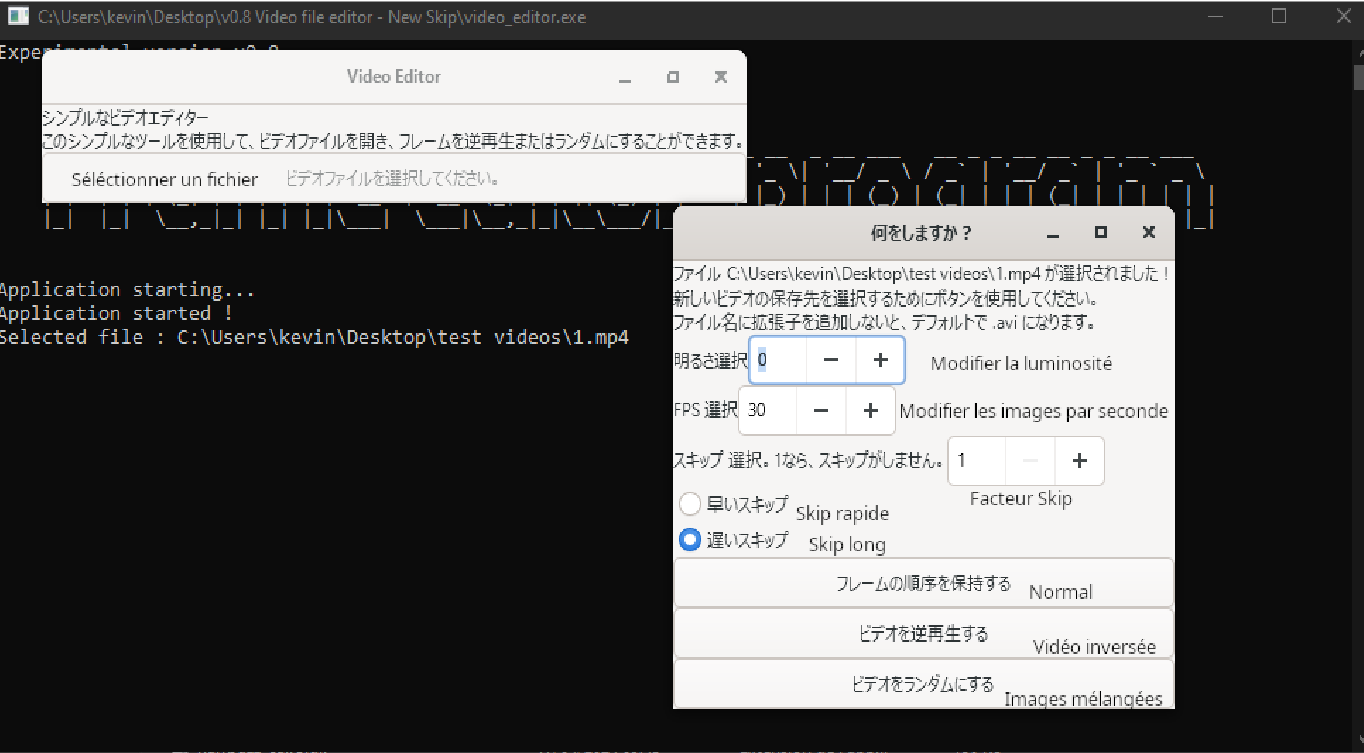 C:\Users\kevin\Desktop\v0.8 Video file editor - New Skip\video_editor.exe
Video Editor
シンプルなビデオエディター
このシンプルなツールを使用して、ビデオファイルを開き、フレームを逆再生またはランダムにすることができます。
Séléctionner un fichier ビデオファイルを選択してください。
program
Application starting...
Application started !
Selected file : C:\Users\kevin\Desktop\test videos\1.mp4
何をしますか？
ファイル C:\Users\kevin\Desktop\test videos\1.mp4 が選択されました！
新しいビデオの保存先を選択するためにボタンを使用してください。
ファイル名に拡張子を追加しないと、デフォルトで .avi になります。
明るさ選択 0 − + Modifier la luminosité
FPS 選択 30 − + Modifier les images par seconde
スキップ 選択。1なら、スキップがしません。 1 − +
Facteur Skip
早いスキップ Skip rapide
遅いスキップ Skip long
フレームの順序を保持する Normal
ビデオを逆再生する Vidéo inversée
ビデオをランダムにする Images mélangées